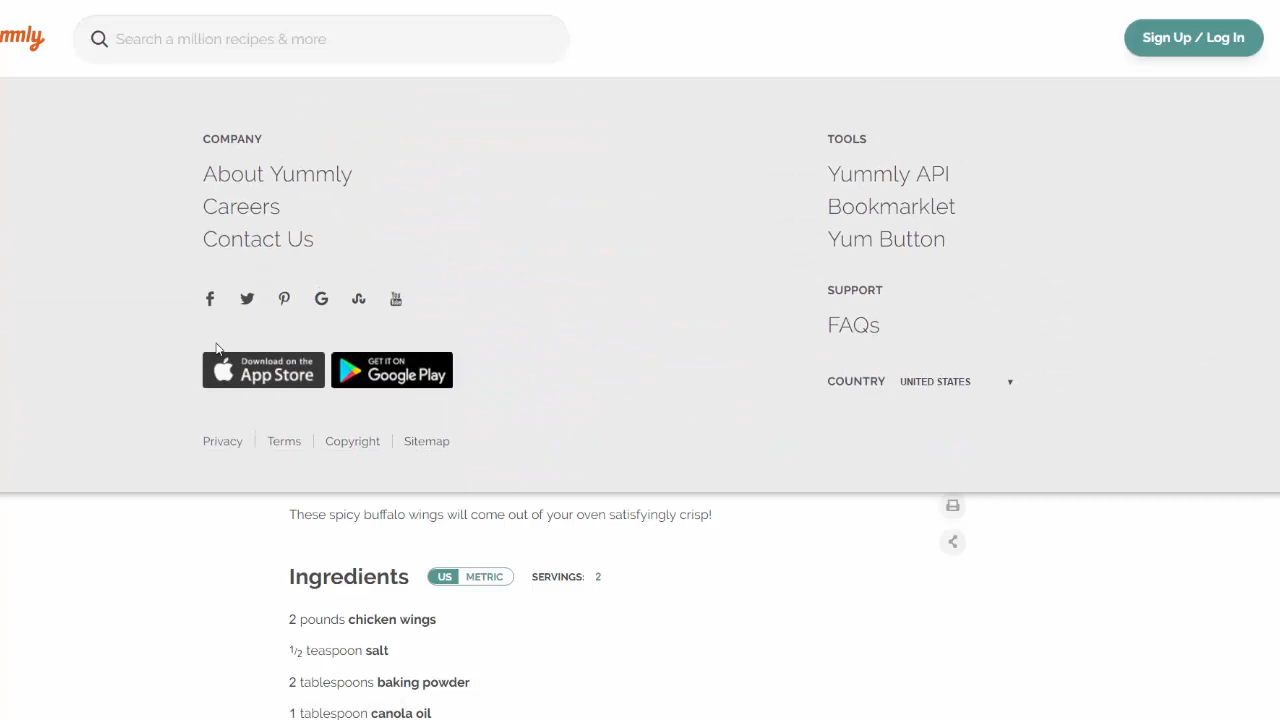 mmly
Search a million recipes & more
Sign Up / Log In
COMPANY
About Yummly
Careers
Contact Us
Download on the
App Store
GET IT ON
Google Play
Privacy
Terms
Copyright
Sitemap
TOOLS
Yummly API
Bookmarklet
Yum Button
SUPPORT
FAQs
COUNTRY UNITED STATES
These spicy buffalo wings will come out of your oven satisfyingly crisp!
Ingredients US METRIC SERVINGS: 2
2 pounds chicken wings
1/2 teaspoon salt
2 tablespoons baking powder
1 tablespoon canola oil